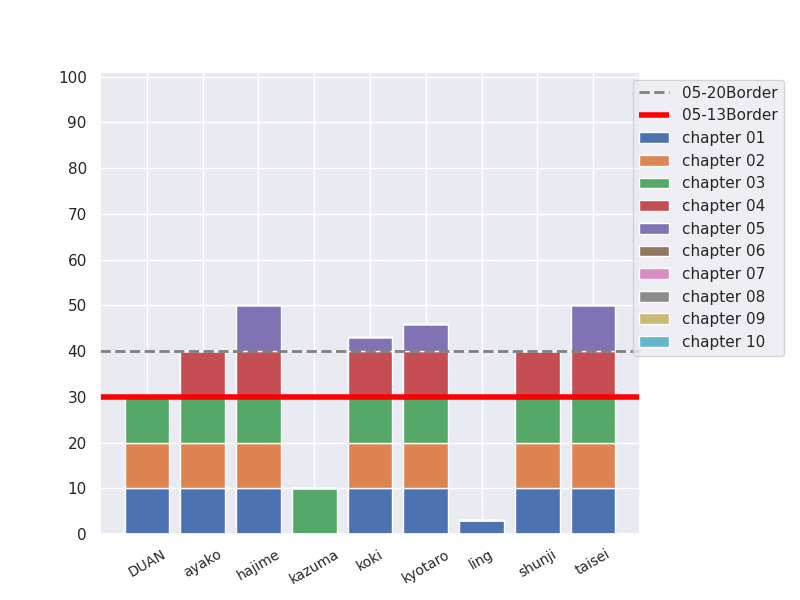 100
90
80
70
60
50
40
30
20
10
0
DUAN
ayako
hajime
kazuma
koki
kyotaro
ling
shunji
taisei
05-20Border
05-13Border
chapter 01
chapter 02
chapter 03
chapter 04
chapter 05
chapter 06
chapter 07
chapter 08
chapter 09
chapter 10